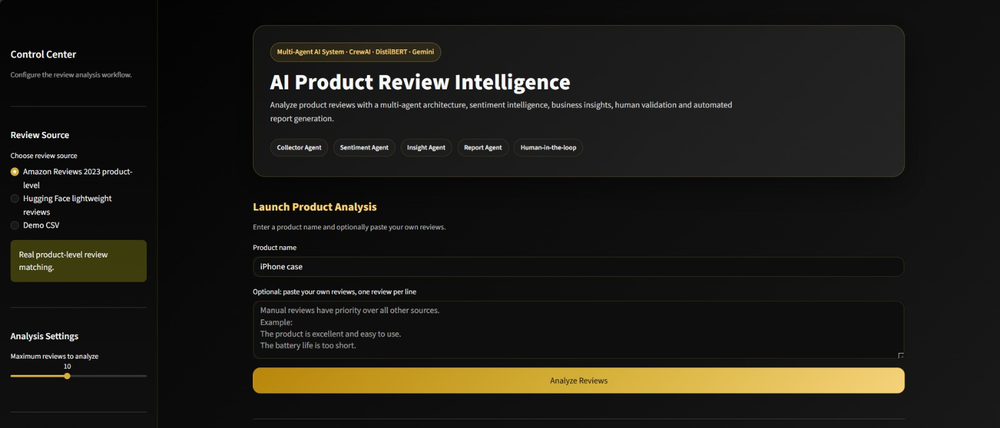 Control Center
Configure the review analysis workflow.
Review Source
Choose review source
Amazon Reviews 2023 product-
level
Hugging Face lightweight
reviews
Demo CSV
Real product-level review
matching.
Analysis Settings
Maximum reviews to analyze
10
Multi-Agent AI System · CrewAI · DistilBERT · Gemini
AI Product Review Intelligence
Analyze product reviews with a multi-agent architecture, sentiment intelligence, business insights, human validation and automated
report generation.
Collector Agent
Sentiment Agent
Insight Agent
Report Agent
Human-in-the-loop
Launch Product Analysis
Enter a product name and optionally paste your own reviews.
Product name
iPhone case
Optional: paste your own reviews, one review per line
Manual reviews have priority over all other sources.
Example:
The product is excellent and easy to use.
The battery life is too short.
Analyze Reviews